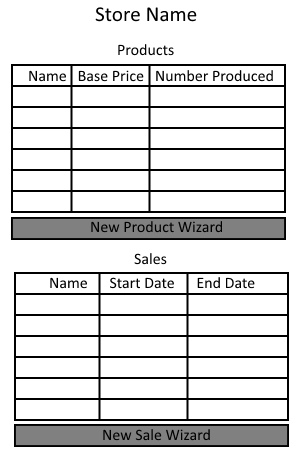 Store Name
Products
Name Base Price Number Produced
New Product Wizard
Sales
Name Start Date End Date
New Sale Wizard